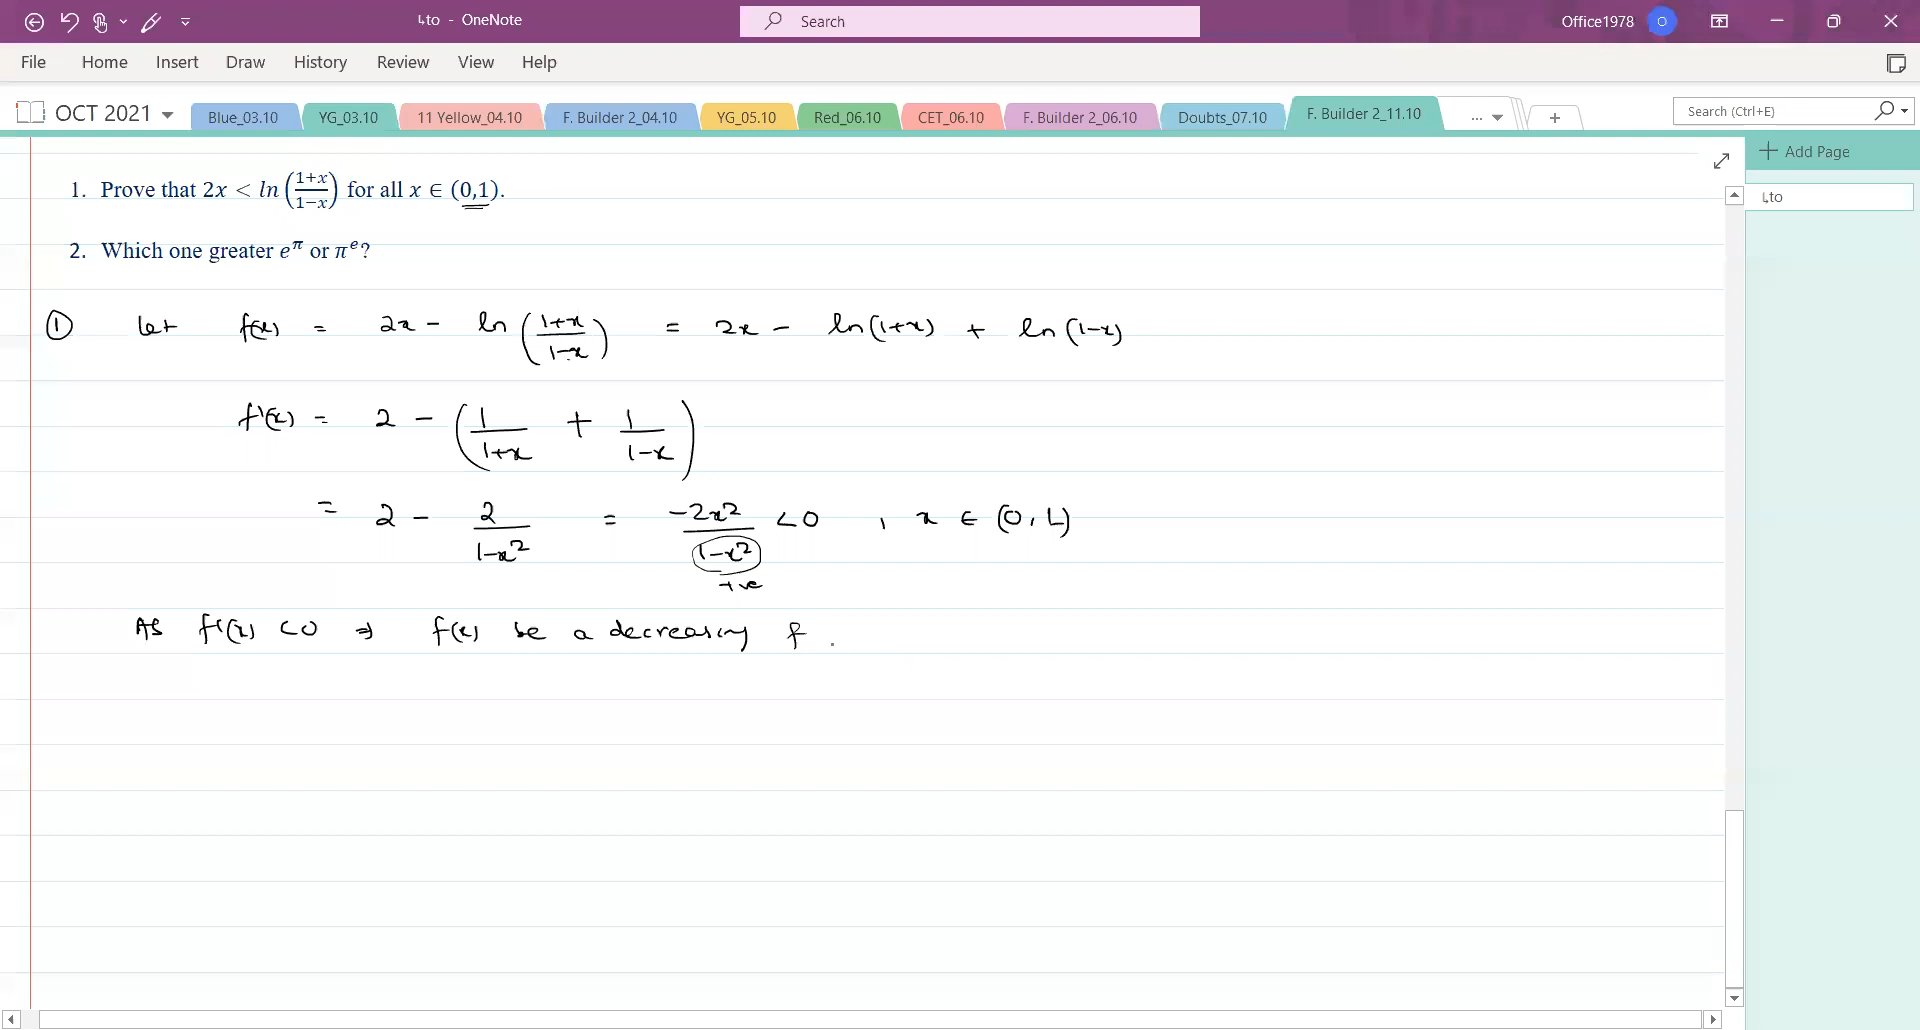 ↳to - OneNote
Search
Office1978
O
File Home Insert Draw History Review View Help
OCT 2021
Blue_03.10 YG_03.10 11 Yellow_04.10 F. Builder 2_04.10 YG_05.10 Red_06.10 CET_06.10 F. Builder 2_06.10 Doubts_07.10 F. Builder 2_11.10 ... +
Search (Ctrl+E)
+ Add Page
↳to
1. Prove that 2x < ln((1+x)/(1−x)) for all x ∈ (0,1).
2. Which one greater e^π or π^e?
① Let f(x) = 2x − ln((1+x)/(1−x)) = 2x − ln(1+x) + ln(1−x)
f'(x) = 2 − (1/(1+x) + 1/(1−x))
= 2 − 2/(1−x²) = −2x²/(1−x²) <0 , x ∈ (0,1)
+ve
As f'(x) <0 ⇒ f(x) be a decreasing f .